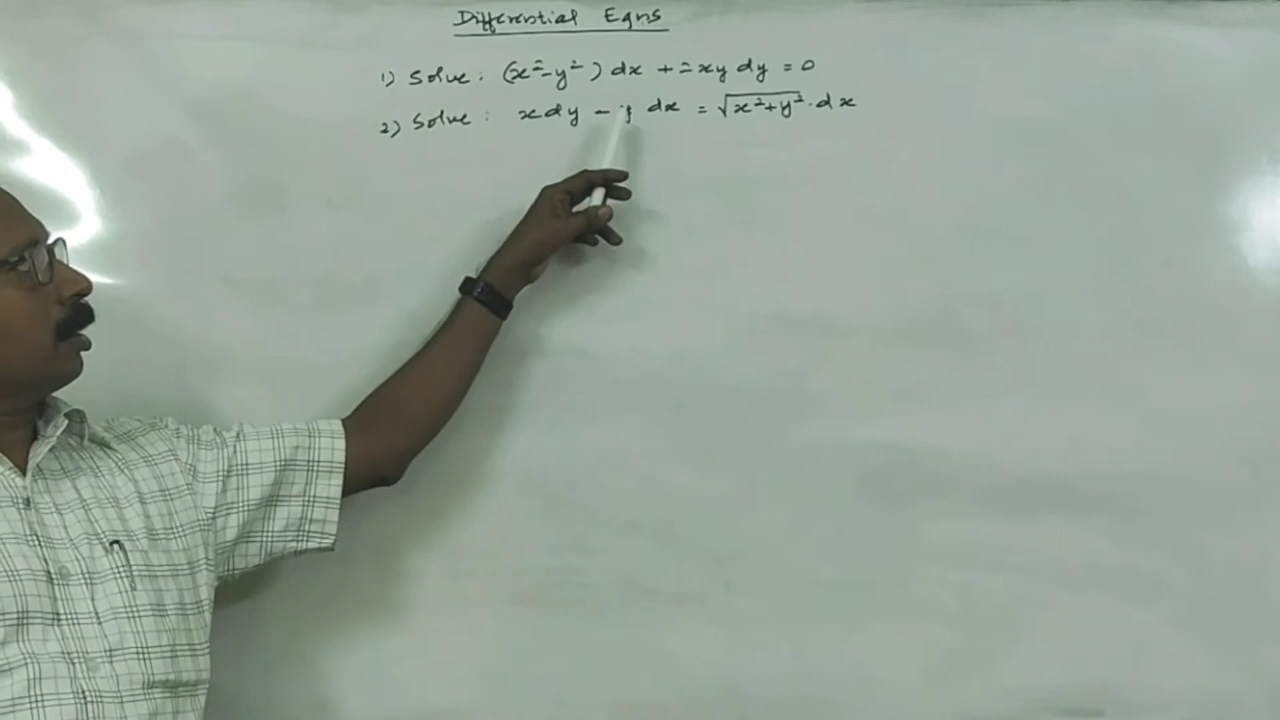 Differential Eqns
1) Solve : (x²-y²) dx + 2xy dy = 0
2) Solve : x dy - y dx = √x²+y² . dx